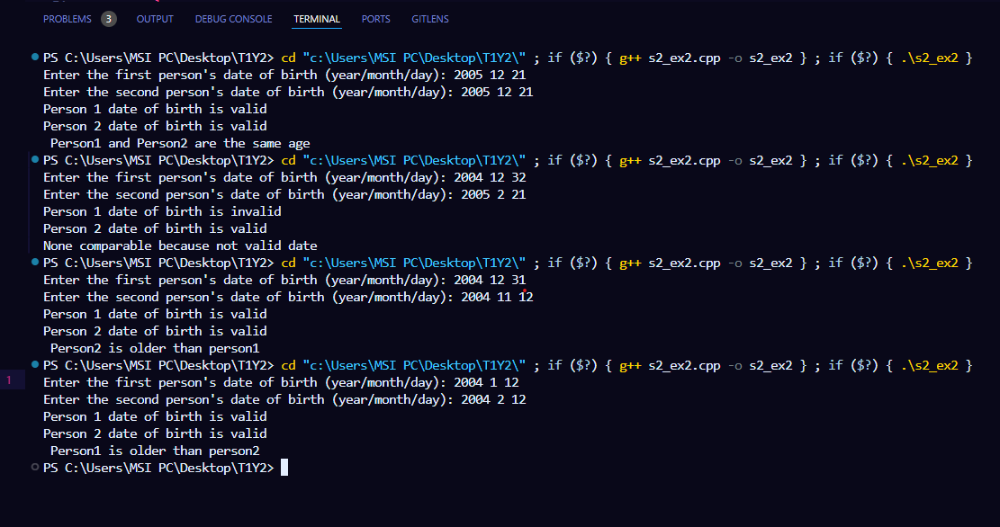 PROBLEMS 3 OUTPUT DEBUG CONSOLE TERMINAL PORTS GITLENS
PS C:\Users\MSI PC\Desktop\T1Y2> cd "c:\Users\MSI PC\Desktop\T1Y2\" ; if ($?) { g++ s2_ex2.cpp -o s2_ex2 } ; if ($?) { .\s2_ex2 }
Enter the first person's date of birth (year/month/day): 2005 12 21
Enter the second person's date of birth (year/month/day): 2005 12 21
Person 1 date of birth is valid
Person 2 date of birth is valid
 Person1 and Person2 are the same age
PS C:\Users\MSI PC\Desktop\T1Y2> cd "c:\Users\MSI PC\Desktop\T1Y2\" ; if ($?) { g++ s2_ex2.cpp -o s2_ex2 } ; if ($?) { .\s2_ex2 }
Enter the first person's date of birth (year/month/day): 2004 12 32
Enter the second person's date of birth (year/month/day): 2005 2 21
Person 1 date of birth is invalid
Person 2 date of birth is valid
None comparable because not valid date
PS C:\Users\MSI PC\Desktop\T1Y2> cd "c:\Users\MSI PC\Desktop\T1Y2\" ; if ($?) { g++ s2_ex2.cpp -o s2_ex2 } ; if ($?) { .\s2_ex2 }
Enter the first person's date of birth (year/month/day): 2004 12 31
Enter the second person's date of birth (year/month/day): 2004 11 12
Person 1 date of birth is valid
Person 2 date of birth is valid
 Person2 is older than person1
PS C:\Users\MSI PC\Desktop\T1Y2> cd "c:\Users\MSI PC\Desktop\T1Y2\" ; if ($?) { g++ s2_ex2.cpp -o s2_ex2 } ; if ($?) { .\s2_ex2 }
1
Enter the first person's date of birth (year/month/day): 2004 1 12
Enter the second person's date of birth (year/month/day): 2004 2 12
Person 1 date of birth is valid
Person 2 date of birth is valid
 Person1 is older than person2
PS C:\Users\MSI PC\Desktop\T1Y2>